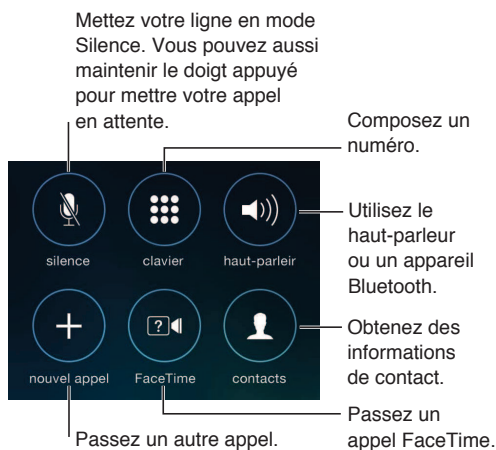 Mettez votre ligne en mode
Silence. Vous pouvez aussi
maintenir le doigt appuyé
pour mettre votre appel
en attente.
Composez un
numéro.
silence
clavier
haut-parleir
Utilisez le
haut-parleur
ou un appareil
Bluetooth.
nouvel appel
FaceTime
contacts
Obtenez des
informations
de contact.
Passez un autre appel.
Passez un
appel FaceTime.